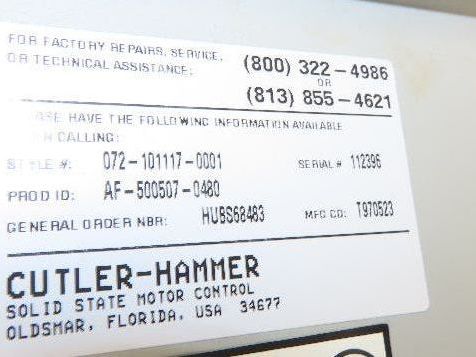 FOR FACTORY REPAIRS, SERVICE,
OR TECHNICAL ASSISTANCE:
(800) 322-4986
OR
(813) 855-4621
HAVE THE FOLLOWING INFORMATION AVAILABLE
CALLING:
STYLE #: 072-101117-0001 SERIAL # 112396
PROD ID: AF-500507-0480
GENERAL ORDER NBR: HUBS68483 MFG CD: T970523
CUTLER-HAMMER
SOLID STATE MOTOR CONTROL
OLDSMAR, FLORIDA, USA 34677